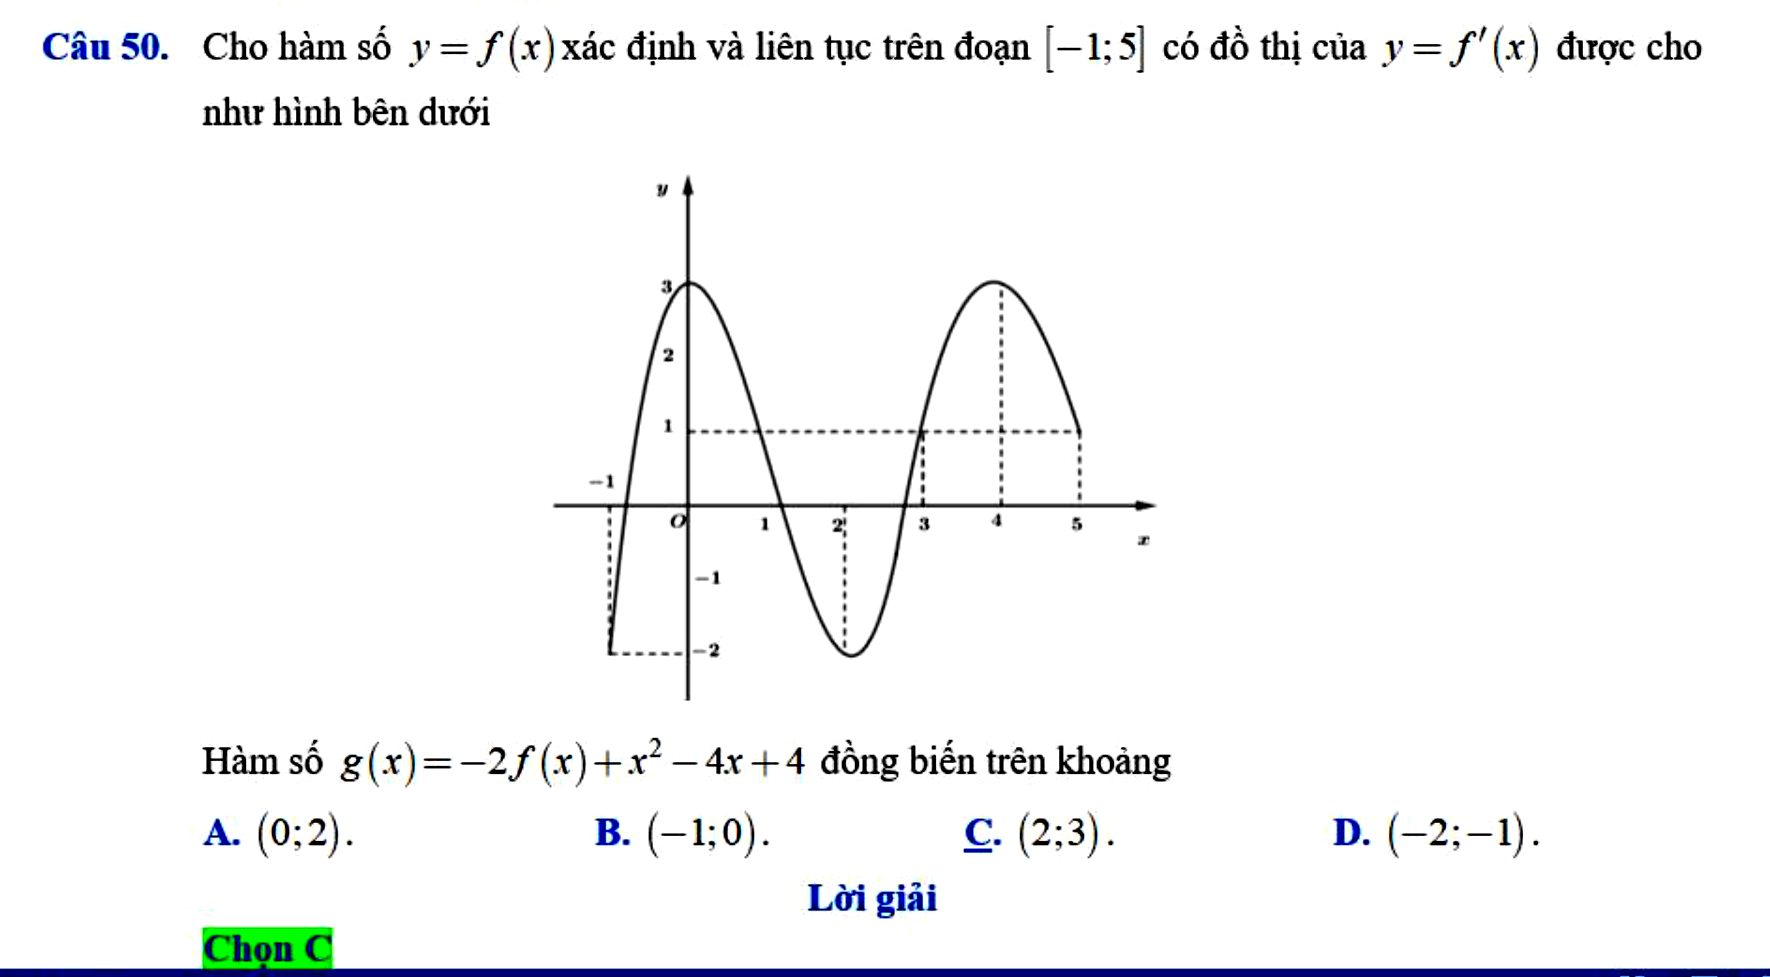 Câu 50. Cho hàm số y = f(x) xác định và liên tục trên đoạn [−1; 5] có đồ thị của y = f′(x) được cho
như hình bên dưới
y
3
2
1
−1
O 1 2 3 4 5
x
−1
−2
Hàm số g(x) = −2f(x) + x² − 4x + 4 đồng biến trên khoảng
A. (0; 2). B. (−1; 0). C. (2; 3). D. (−2; −1).
Lời giải
Chọn C